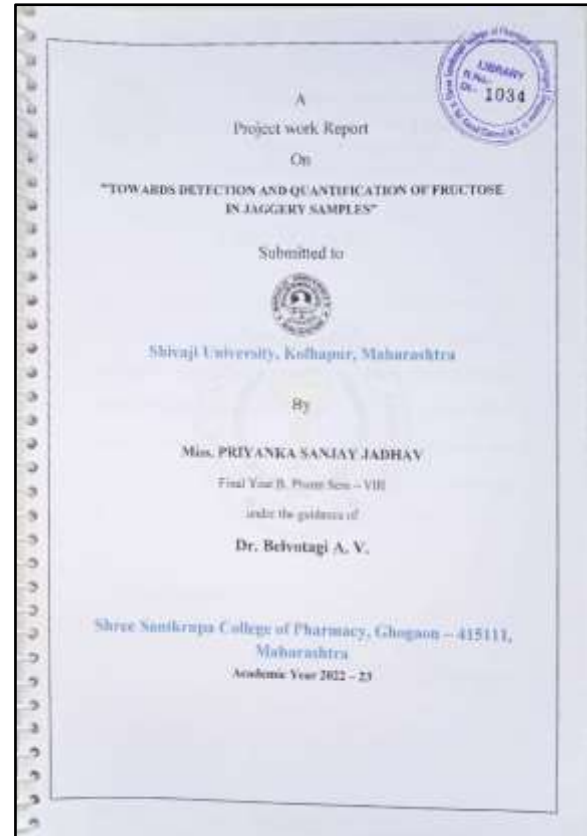 LIBRARY
R.No.-
Dt.-
1034
A
Project work Report
On
"TOWARDS DETECTION AND QUANTIFICATION OF FRUCTOSE
IN JAGGERY SAMPLES"
Submitted to
Shivaji University, Kolhapur, Maharashtra
By
Miss. PRIYANKA SANJAY JADHAV
Final Year B. Pharm Sem – VIII
under the guidance of
Dr. Belvotagi A. V.
Shree Santkrupa College of Pharmacy, Ghogaon – 415111,
Maharashtra
Academic Year 2022 – 23